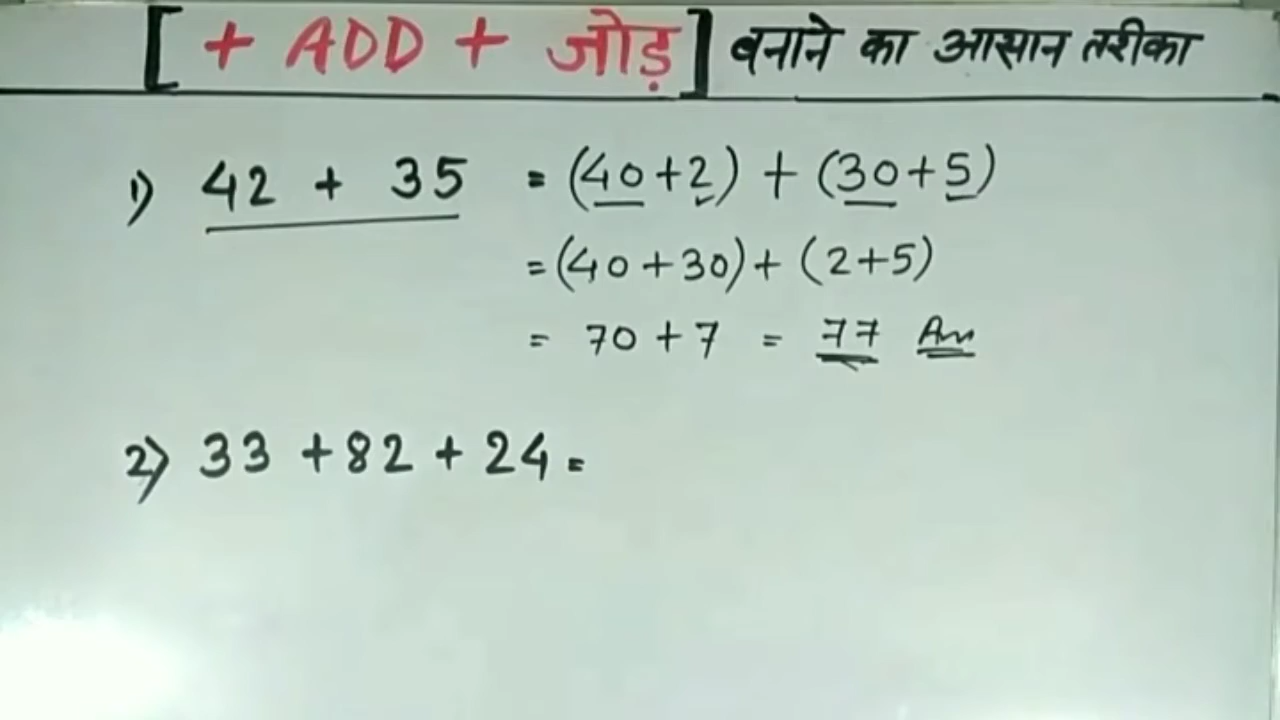 [ + ADD + जोड़ ] बनाने का आसान तरीका
1) 42 + 35 = (40+2) + (30+5)
= (40+30) + (2+5)
= 70 + 7 = 77 Ans
2) 33 + 82 + 24 =